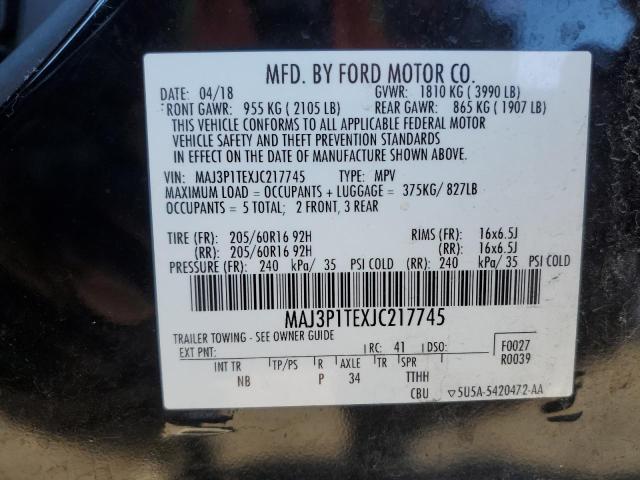 MFD. BY FORD MOTOR CO.
DATE: 04/18 GVWR: 1810 KG ( 3990 LB)
FRONT GAWR: 955 KG ( 2105 LB) REAR GAWR: 865 KG ( 1907 LB)
THIS VEHICLE CONFORMS TO ALL APPLICABLE FEDERAL MOTOR
VEHICLE SAFETY AND THEFT PREVENTION STANDARDS
IN EFFECT ON THE DATE OF MANUFACTURE SHOWN ABOVE.
VIN: MAJ3P1TEXJC217745 TYPE: MPV
MAXIMUM LOAD = OCCUPANTS + LUGGAGE = 375KG/ 827LB
OCCUPANTS = 5 TOTAL; 2 FRONT, 3 REAR
TIRE (FR): 205/60R16 92H RIMS (FR): 16x6.5J
(RR): 205/60R16 92H (RR): 16x6.5J
PRESSURE (FR): 240 kPa/ 35 PSI COLD (RR): 240 kPa/ 35 PSI COLD
MAJ3P1TEXJC217745
TRAILER TOWING - SEE OWNER GUIDE
EXT PNT: RC: 41 DSO: F0027
R0039
INT TR TP/PS R AXLE TR SPR
NB P 34 TTHH
CBU ▽5U5A-5420472-AA